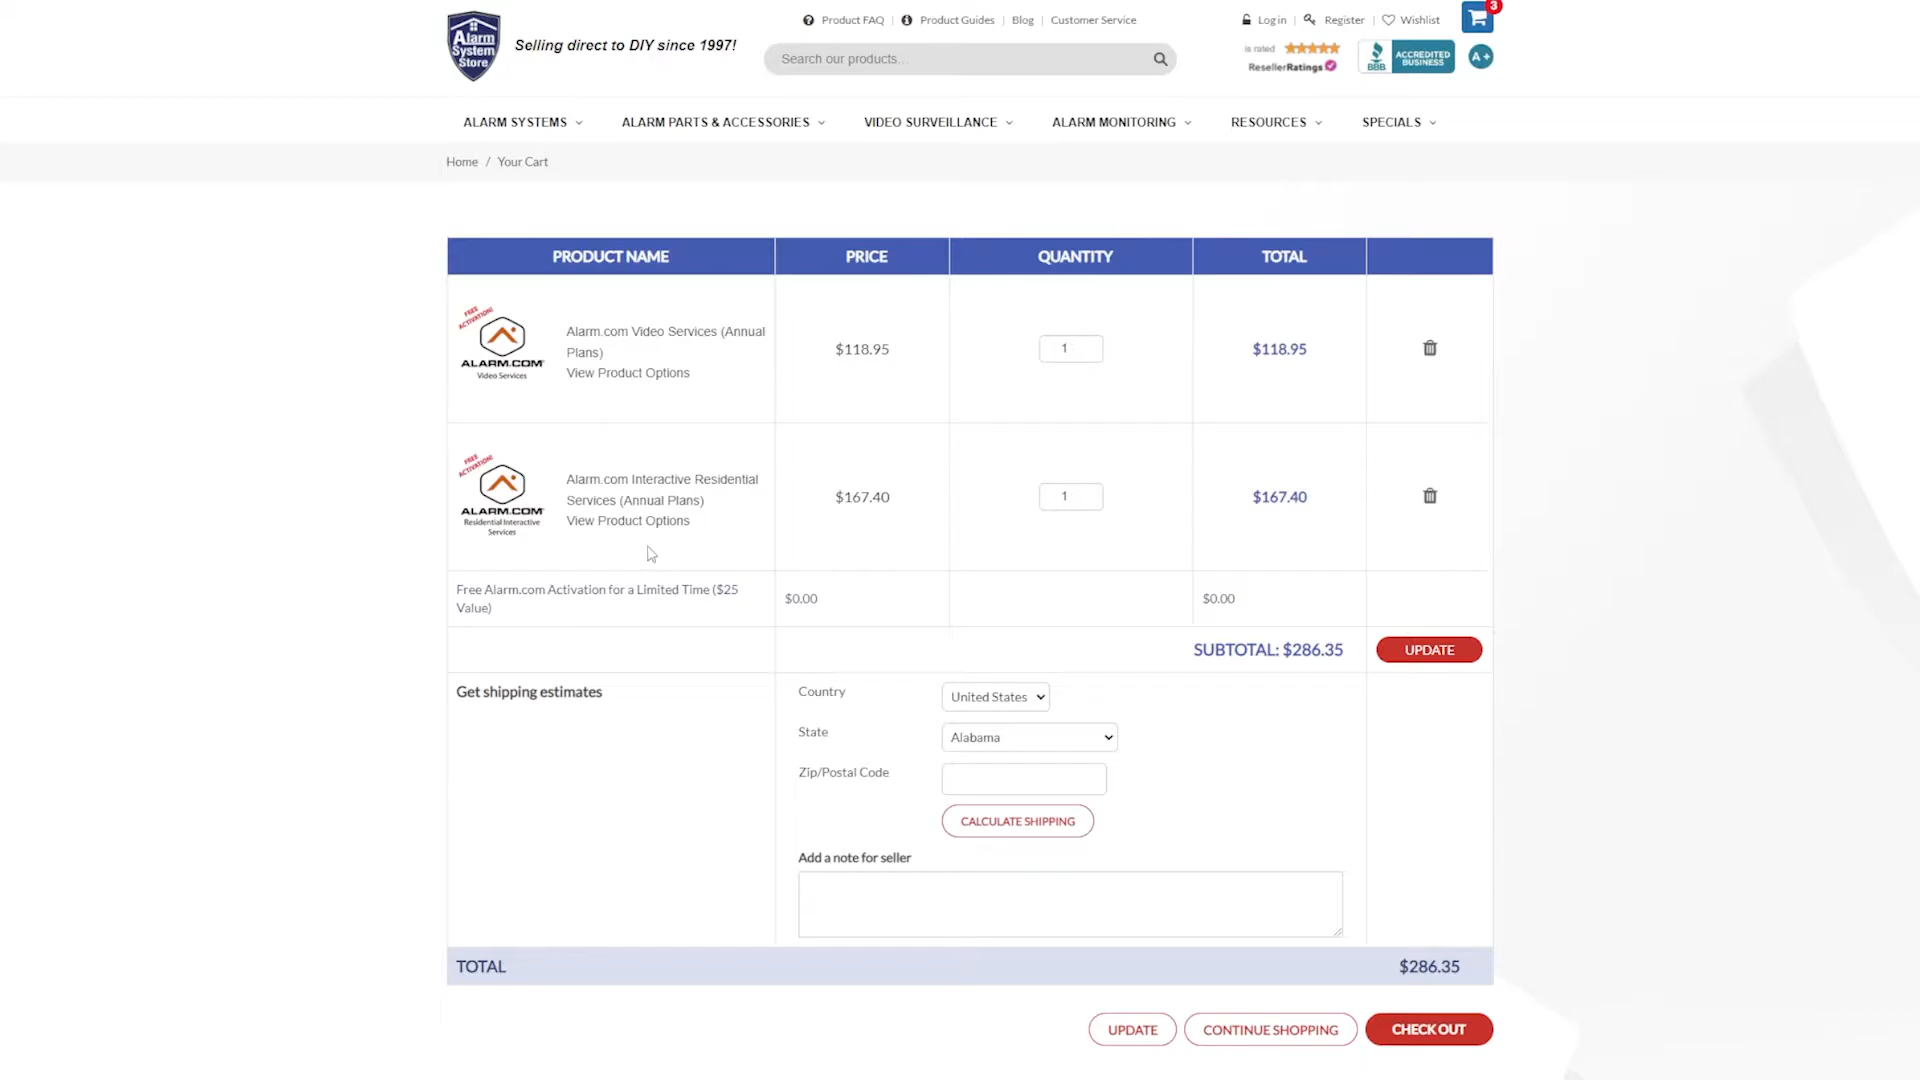 Alarm
System
Store
Selling direct to DIY since 1997!
Product FAQ | Product Guides | Blog | Customer Service
Log in | Register | Wishlist
3
Search our products...
is rated
ResellerRatings
BBB
ACCREDITED
BUSINESS
A+
ALARM SYSTEMS
ALARM PARTS & ACCESSORIES
VIDEO SURVEILLANCE
ALARM MONITORING
RESOURCES
SPECIALS
Home / Your Cart
PRODUCT NAME
PRICE
QUANTITY
TOTAL
FREE
ACTIVATION!
ALARM.COM
Video Services
Alarm.com Video Services (Annual
Plans)
View Product Options
$118.95
1
$118.95
FREE
ACTIVATION!
ALARM.COM
Residential Interactive
Services
Alarm.com Interactive Residential
Services (Annual Plans)
View Product Options
$167.40
1
$167.40
Free Alarm.com Activation for a Limited Time ($25
Value)
$0.00
$0.00
SUBTOTAL: $286.35
UPDATE
Get shipping estimates
Country
United States
State
Alabama
Zip/Postal Code
CALCULATE SHIPPING
Add a note for seller
TOTAL
$286.35
UPDATE
CONTINUE SHOPPING
CHECK OUT